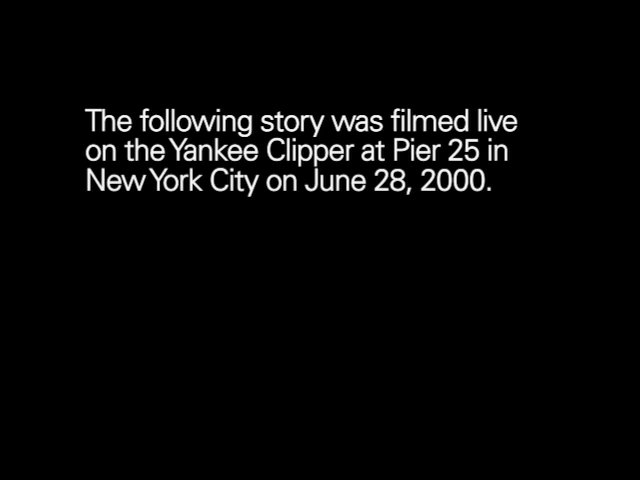 The following story was filmed live
on the Yankee Clipper at Pier 25 in
New York City on June 28, 2000.